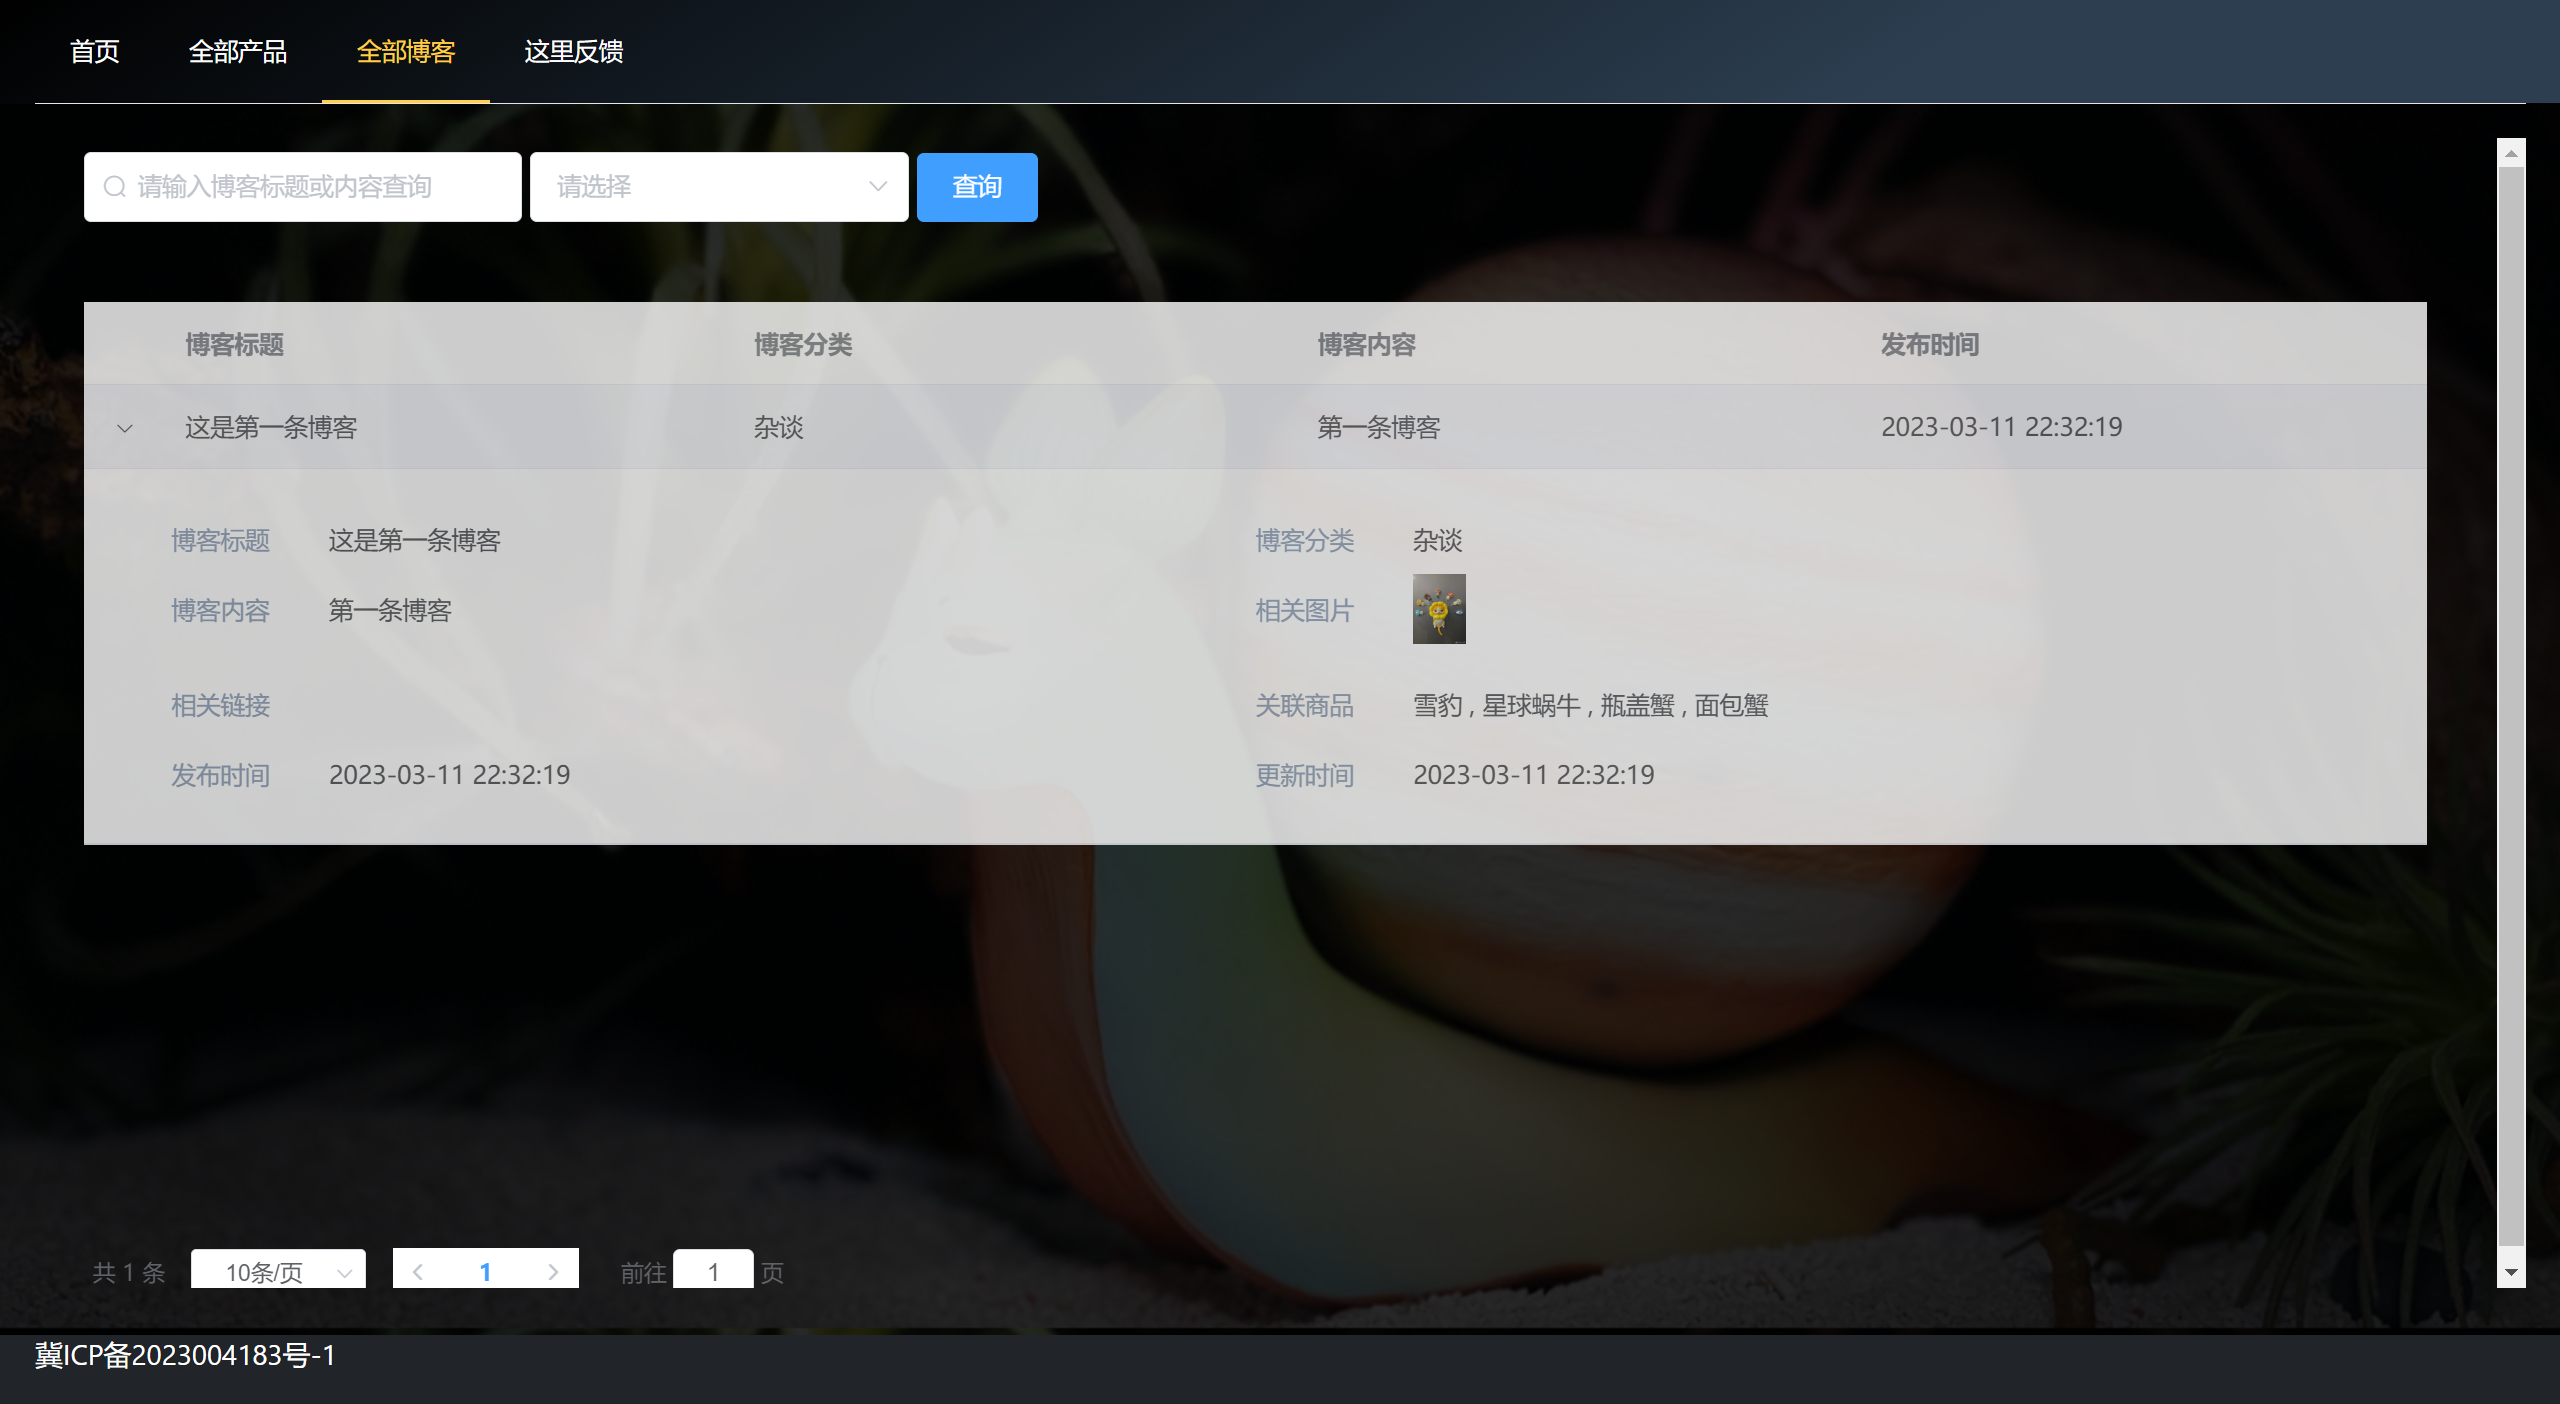 首页 全部产品 全部博客 这里反馈
请输入博客标题或内容查询 请选择 查询
博客标题 博客分类 博客内容 发布时间
这是第一条博客 杂谈 第一条博客 2023-03-11 22:32:19
博客标题 这是第一条博客 博客分类 杂谈
博客内容 第一条博客 相关图片
相关链接 关联商品 雪豹 , 星球蜗牛 , 瓶盖蟹 , 面包蟹
发布时间 2023-03-11 22:32:19 更新时间 2023-03-11 22:32:19
共 1 条 10条/页 1 前往 1 页
冀ICP备2023004183号-1